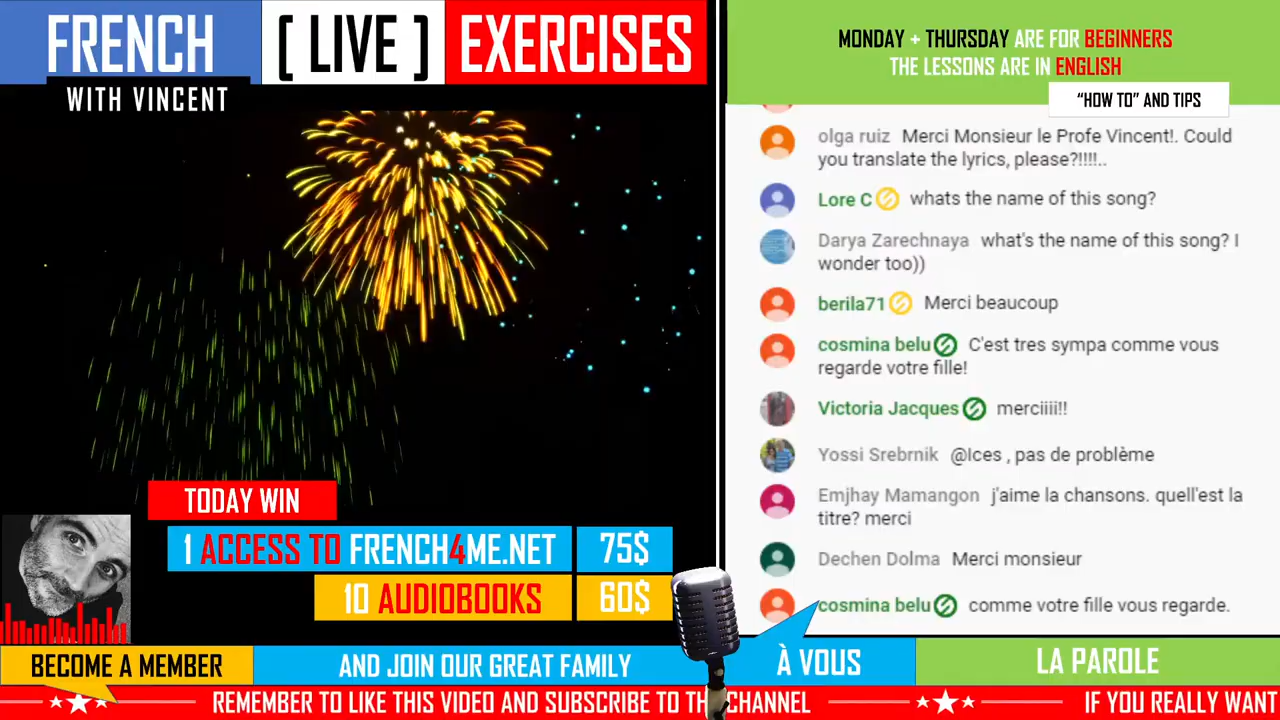 FRENCH
[ LIVE ]
EXERCISES
WITH VINCENT
MONDAY + THURSDAY ARE FOR BEGINNERS
THE LESSONS ARE IN ENGLISH
“HOW TO” AND TIPS
olga ruiz Merci Monsieur le Profe Vincent!. Could
you translate the lyrics, please?!!!!..
Lore C whats the name of this song?
Darya Zarechnaya what's the name of this song? I
wonder too))
berila71 Merci beaucoup
cosmina belu C'est tres sympa comme vous
regarde votre fille!
Victoria Jacques merciiii!!
Yossi Srebrnik @Ices , pas de problème
Emjhay Mamangon j'aime la chansons. quell'est la
titre? merci
Dechen Dolma Merci monsieur
cosmina belu comme votre fille vous regarde.
TODAY WIN
1 ACCESS TO FRENCH4ME.NET 75$
10 AUDIOBOOKS 60$
BECOME A MEMBER
AND JOIN OUR GREAT FAMILY
À VOUS
LA PAROLE
REMEMBER TO LIKE THIS VIDEO AND SUBSCRIBE TO CHANNEL
IF YOU REALLY WANT